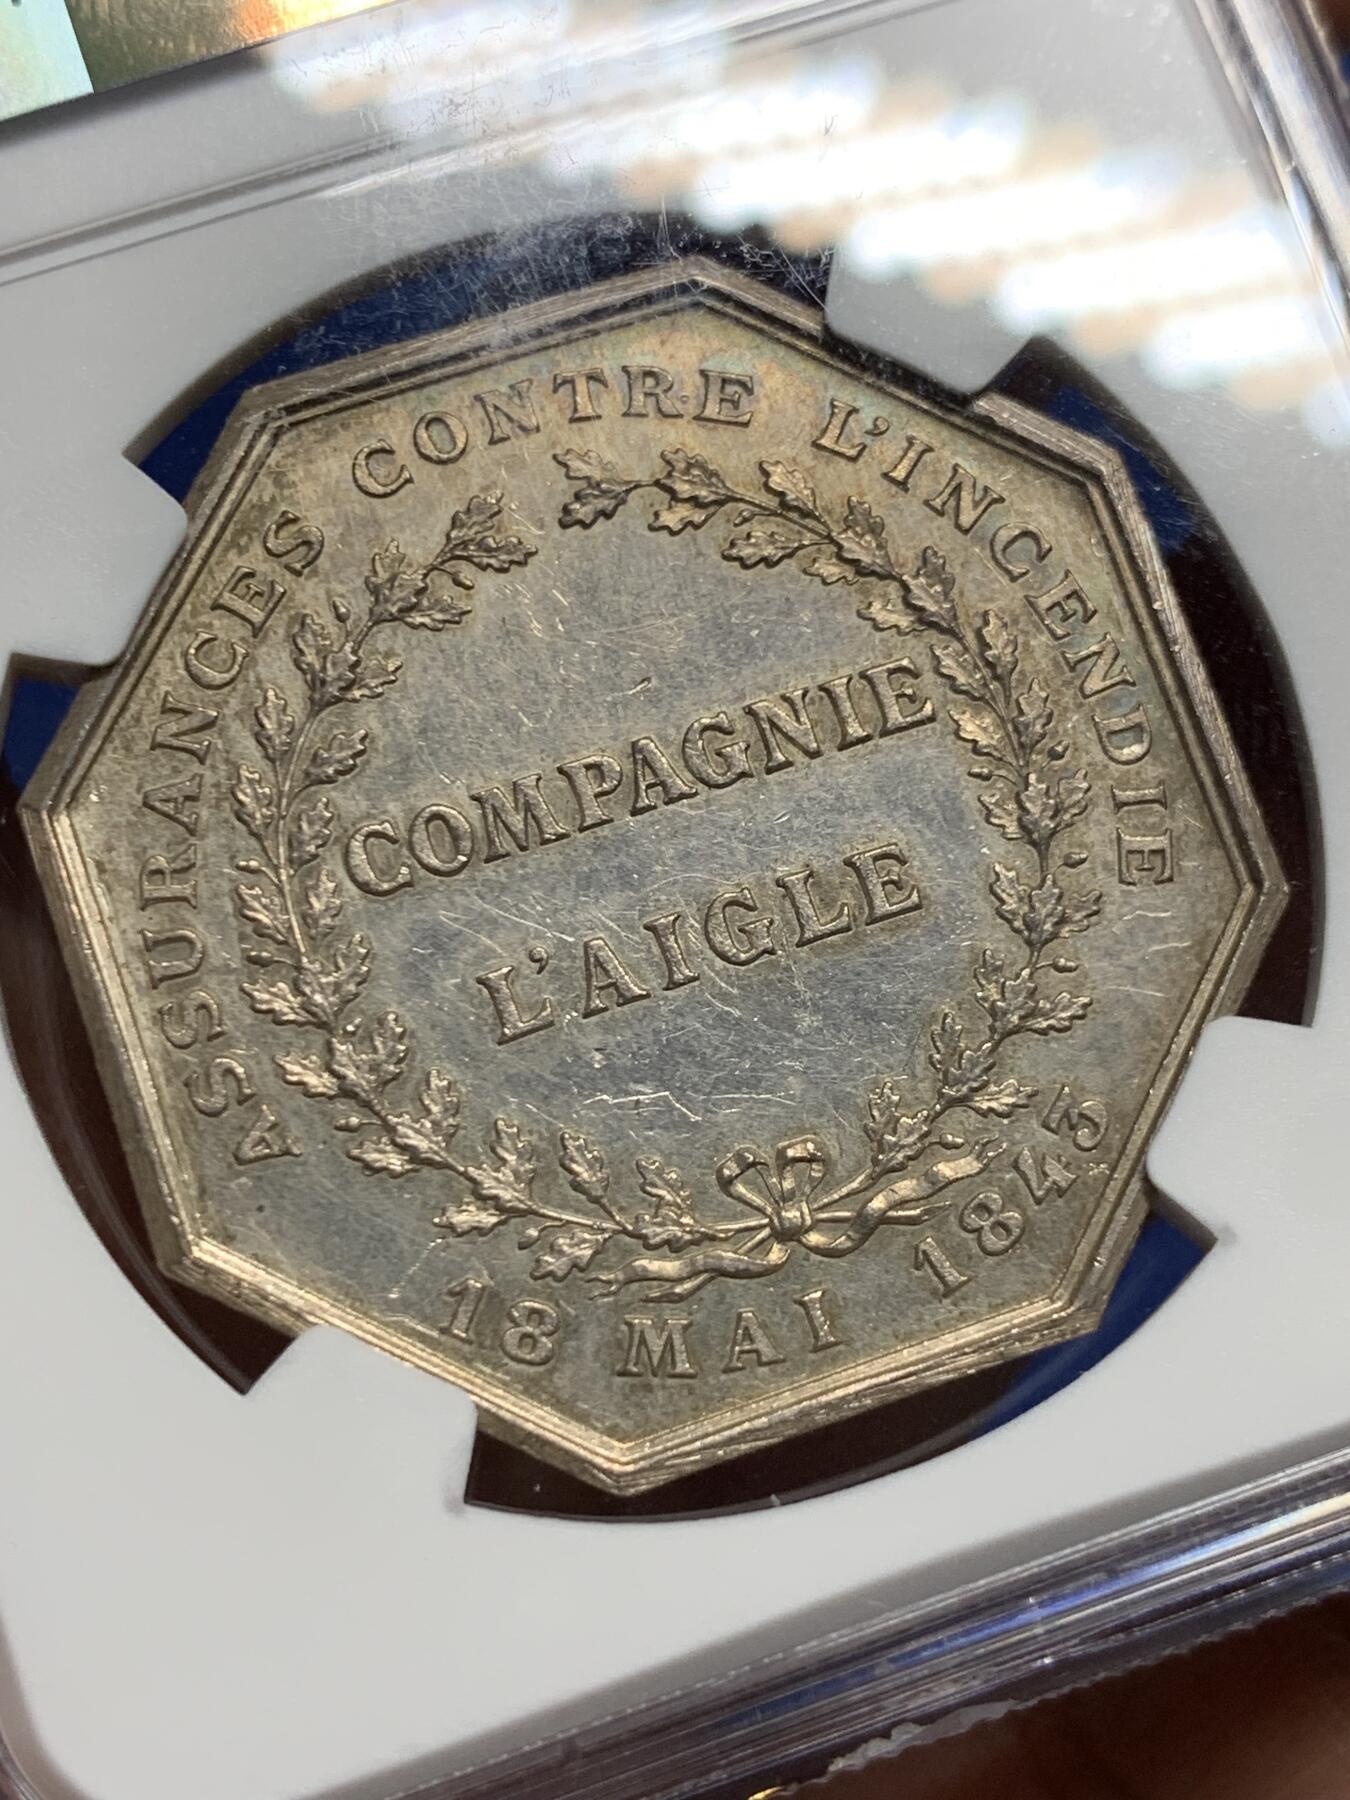 ASSURANCES CONTRE L'INCENDIE
COMPAGNIE
L'AIGLE
18 MAI 1843